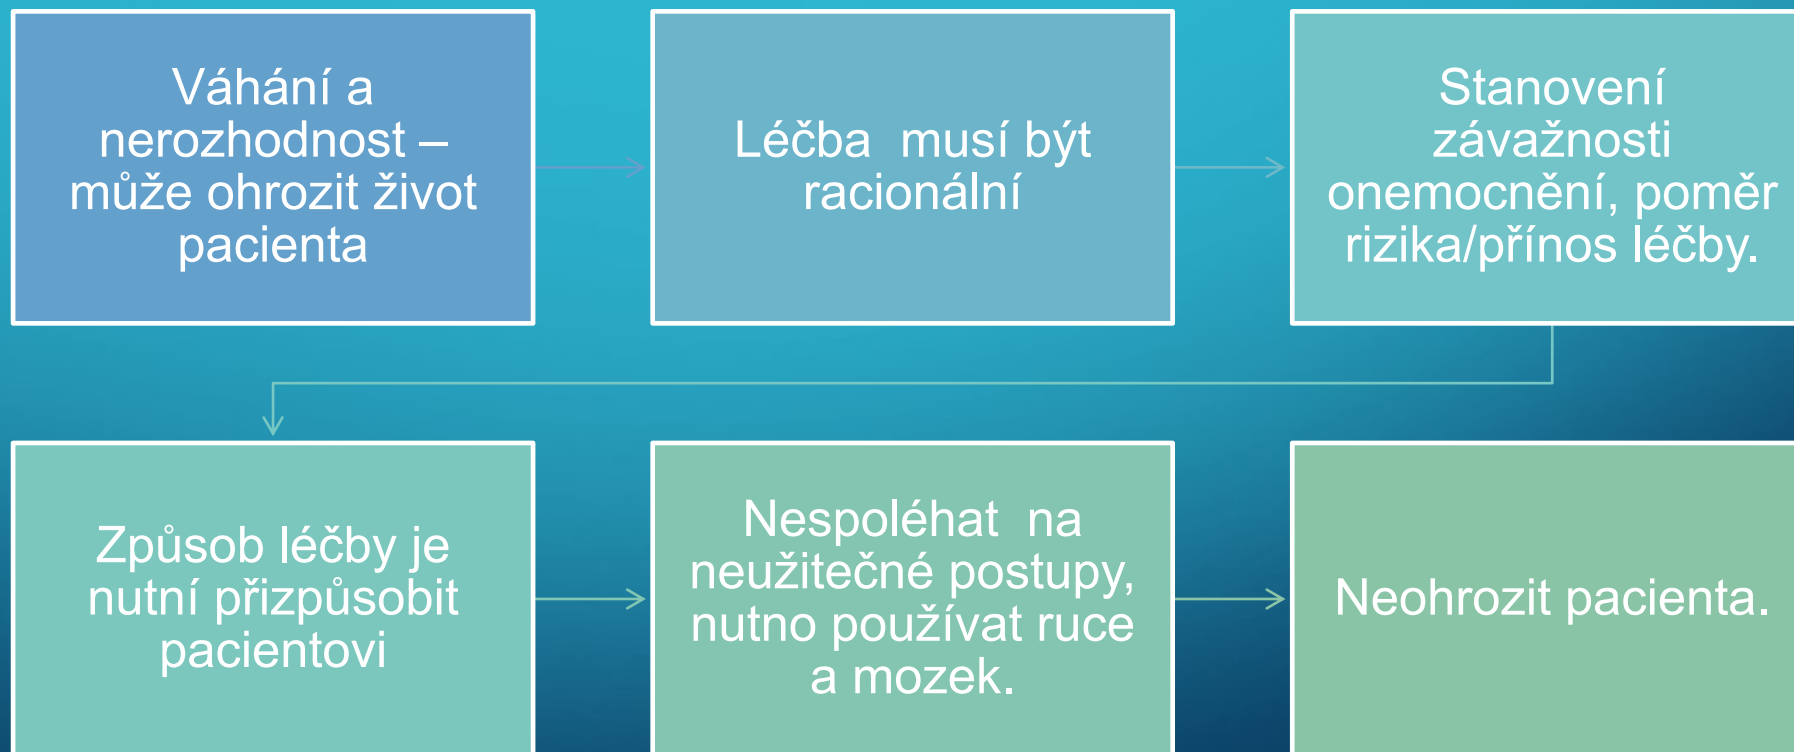 Váhání a
nerozhodnost –
může ohrozit život
pacienta
Léčba  musí být
racionální
Stanovení
závažnosti
onemocnění, poměr
rizika/přínos léčby.
Způsob léčby je
nutní přizpůsobit
pacientovi
Nespoléhat  na
neužitečné postupy,
nutno používat ruce
a mozek.
Neohrozit pacienta.